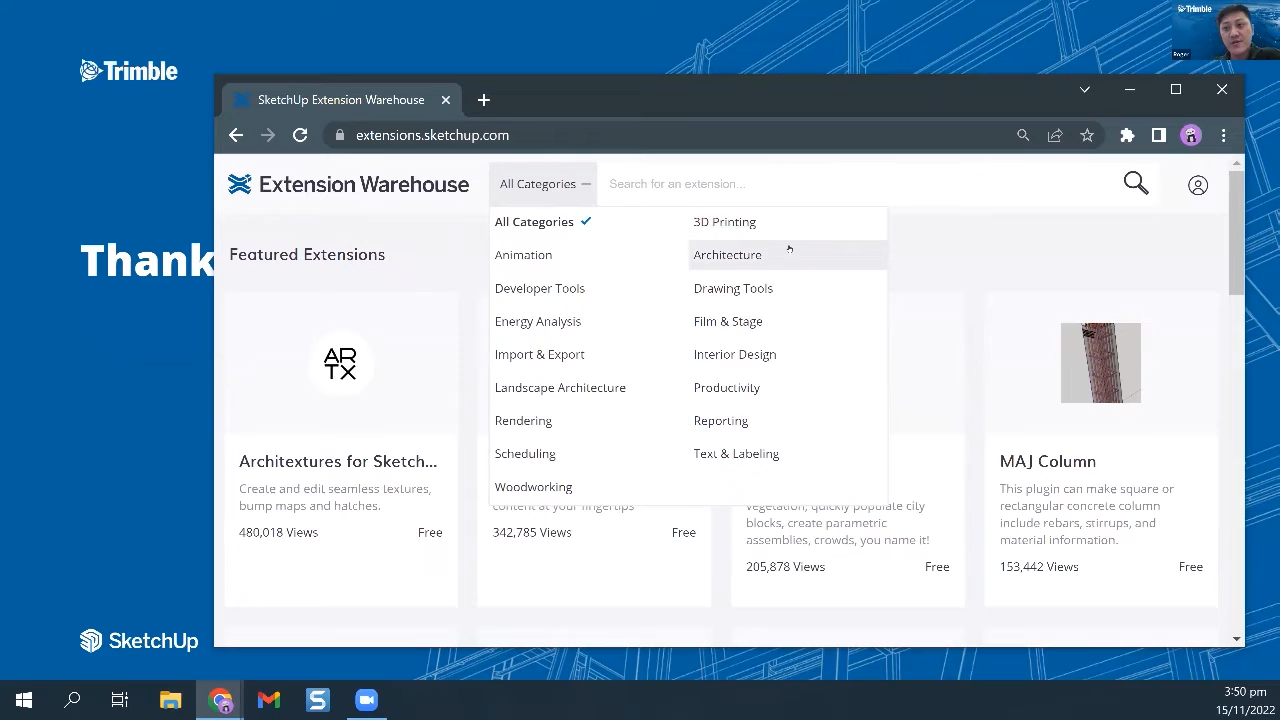 Trimble
Roger
Trimble
SketchUp Extension Warehouse
extensions.sketchup.com
Extension Warehouse
All Categories
Search for an extension...
All Categories
3D Printing
Animation
Architecture
Developer Tools
Drawing Tools
Energy Analysis
Film & Stage
Import & Export
Interior Design
Landscape Architecture
Productivity
Rendering
Reporting
Scheduling
Text & Labeling
Woodworking
Thank
Featured Extensions
ARTX
Architextures for Sketch...
Create and edit seamless textures,
bump maps and hatches.
480,018 Views
Free
content at your fingertips
342,785 Views
Free
vegetation, quickly populate city
blocks, create parametric
assemblies, crowds, you name it!
205,878 Views
Free
MAJ Column
This plugin can make square or
rectangular concrete column
include rebars, stirrups, and
material information.
153,442 Views
Free
SketchUp
3:50 pm
15/11/2022